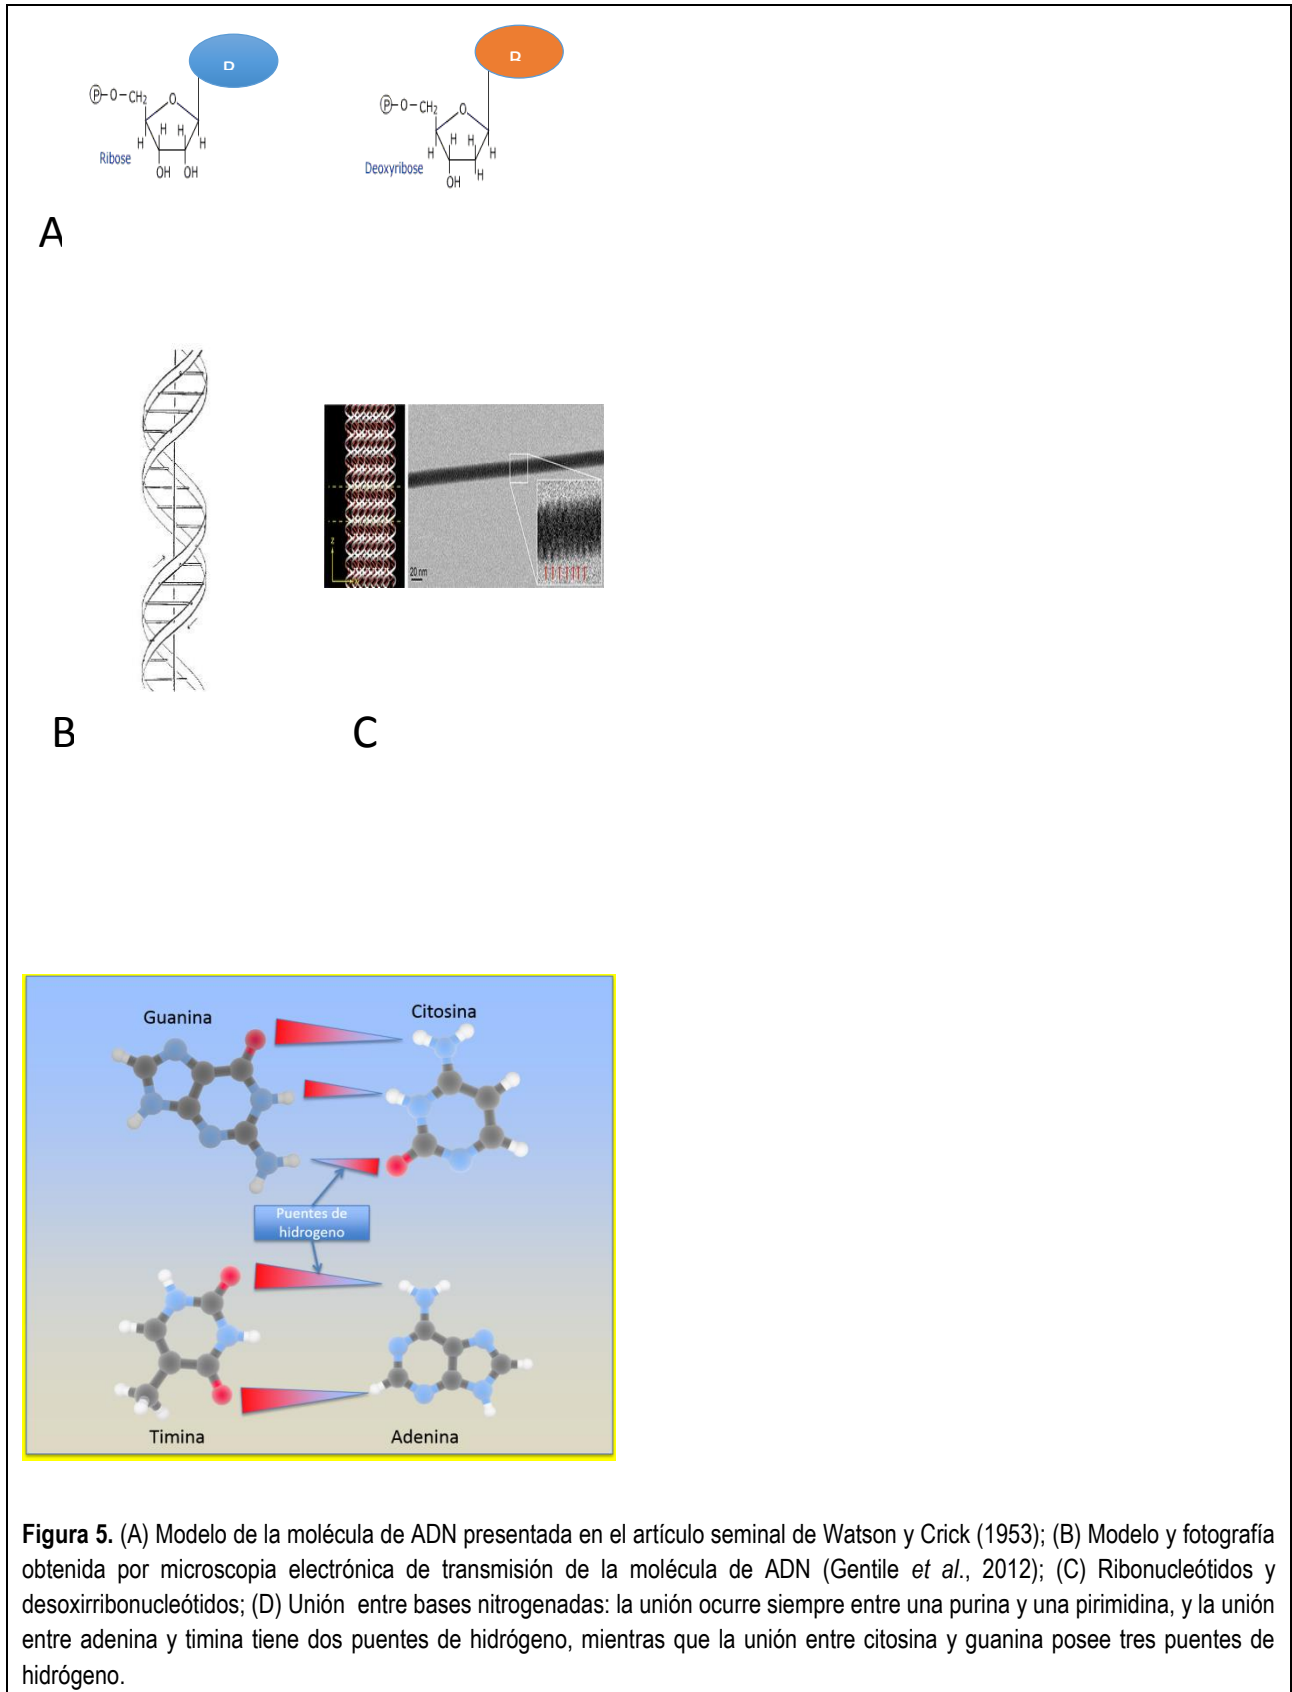 P-O-CH₂
O
H H
H H
Ribose
OH OH
P-O-CH₂
O
H H
H H
Deoxyribose
OH H
A
20 nm
z
B
C
Guanina
Citosina
Puentes de
hidrogeno
Timina
Adenina
Figura 5. (A) Modelo de la molécula de ADN presentada en el artículo seminal de Watson y Crick (1953); (B) Modelo y fotografía
obtenida por microscopia electrónica de transmisión de la molécula de ADN (Gentile et al., 2012); (C) Ribonucleótidos y
desoxirribonucleótidos; (D) Unión entre bases nitrogenadas: la unión ocurre siempre entre una purina y una pirimidina, y la unión
entre adenina y timina tiene dos puentes de hidrógeno, mientras que la unión entre citosina y guanina posee tres puentes de
hidrógeno.